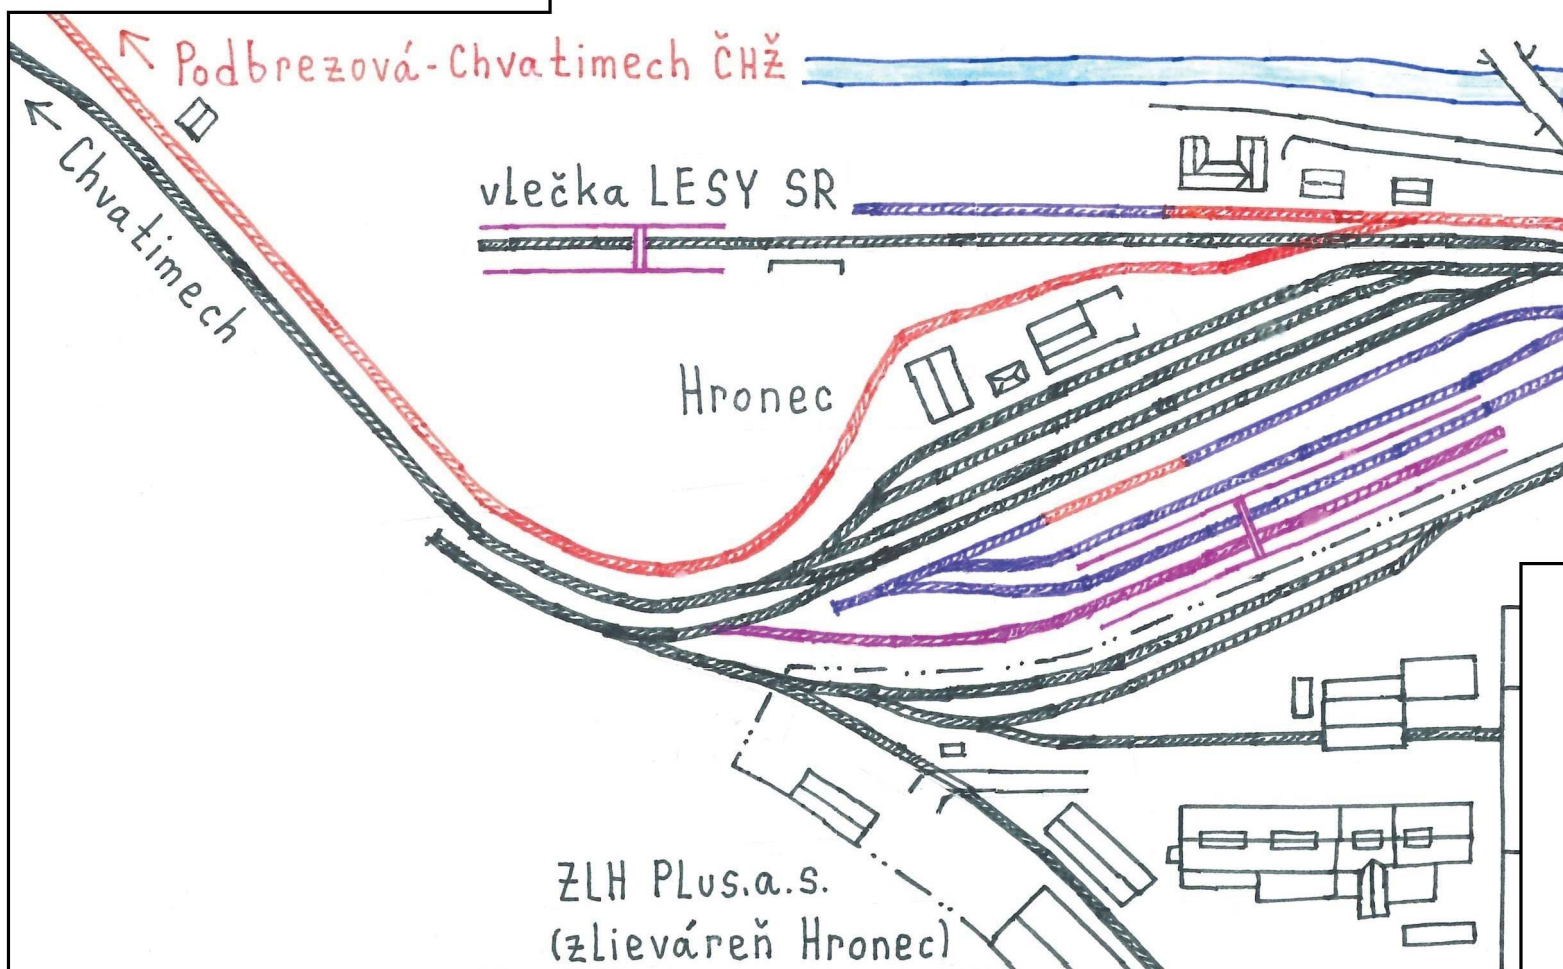 Podbrezová-Chvatimech ČHŽ
Chvatimech
vlečka LESY SR
Hronec
ZLH PLus.a.s.
(zlieváreň Hronec)